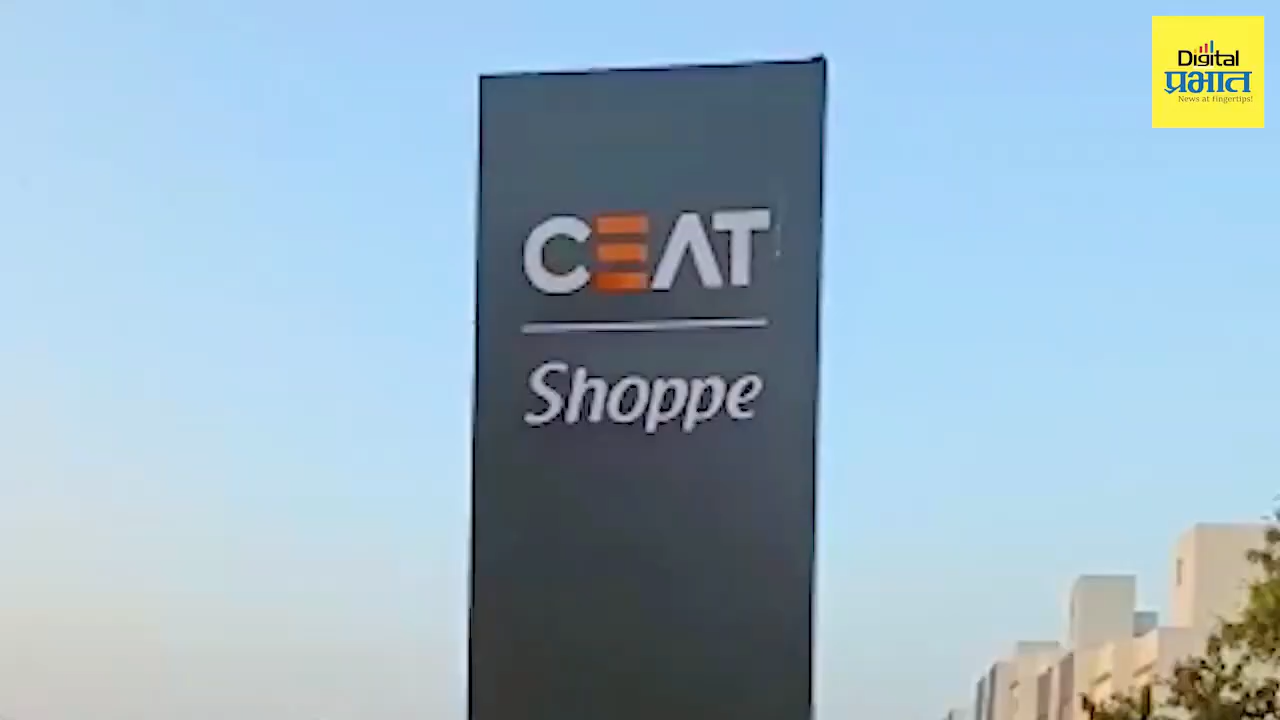 CEAT
Shoppe
Digital
प्रभात
News at fingertips!